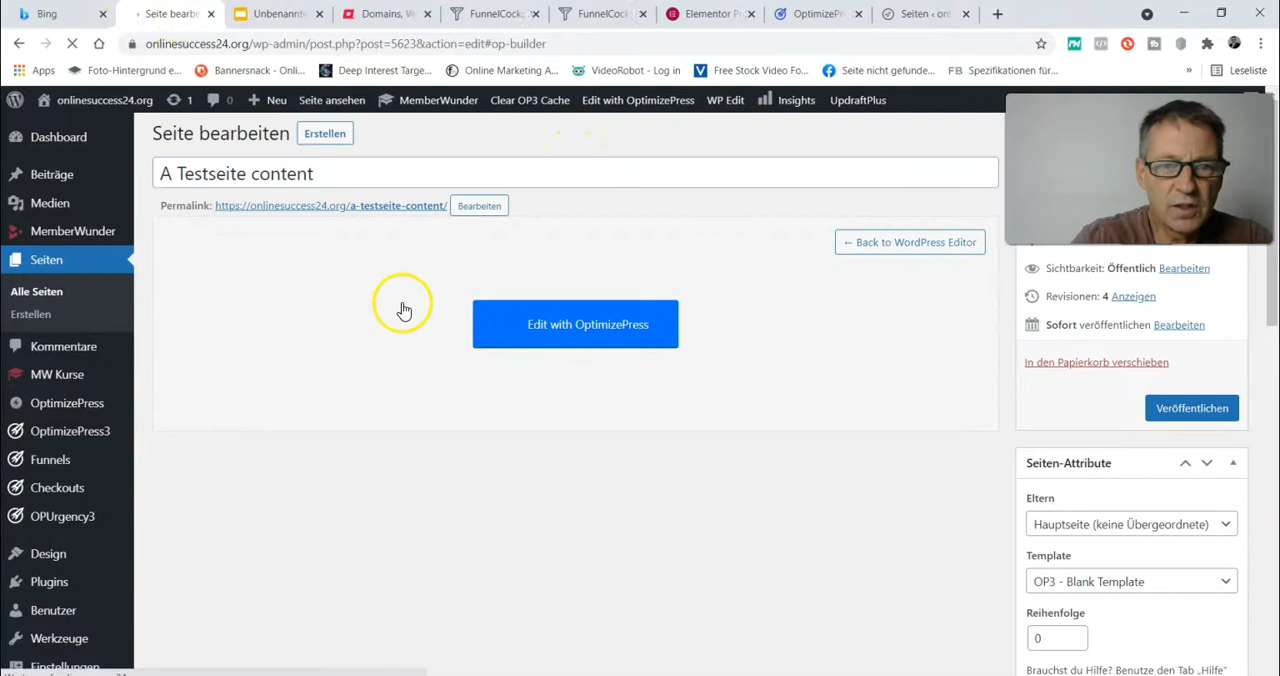 Bing
Seite bearbe
Unbenannt
Domains, W
FunnelCock
FunnelCock
Elementor Pr
OptimizeP
Seiten ‹ onl
onlinesuccess24.org/wp-admin/post.php?post=5623&action=edit#op-builder
Apps
Foto-Hintergrund e...
Bannersnack - Onli...
Deep Interest Targe...
Online Marketing A...
VideoRobot - Log in
Free Stock Video Fo...
Seite nicht gefunde...
FB Spezifikationen für...
»
Leseliste
onlinesuccess24.org
1
0
Neu
Seite ansehen
MemberWunder
Clear OP3 Cache
Edit with OptimizePress
WP Edit
Insights
UpdraftPlus
Dashboard
Beiträge
Medien
MemberWunder
Seiten
Alle Seiten
Erstellen
Kommentare
MW Kurse
OptimizePress
OptimizePress3
Funnels
Checkouts
OPUrgency3
Design
Plugins
Benutzer
Werkzeuge
Einstellungen
Seite bearbeiten
Erstellen
A Testseite content
Permalink: https://onlinesuccess24.org/a-testseite-content/
Bearbeiten
← Back to WordPress Editor
Edit with OptimizePress
Sichtbarkeit: Öffentlich Bearbeiten
Revisionen: 4 Anzeigen
Sofort veröffentlichen Bearbeiten
In den Papierkorb verschieben
Veröffentlichen
Seiten-Attribute
Eltern
Hauptseite (keine Übergeordnete)
Template
OP3 - Blank Template
Reihenfolge
0
Brauchst du Hilfe? Benutze den Tab „Hilfe"